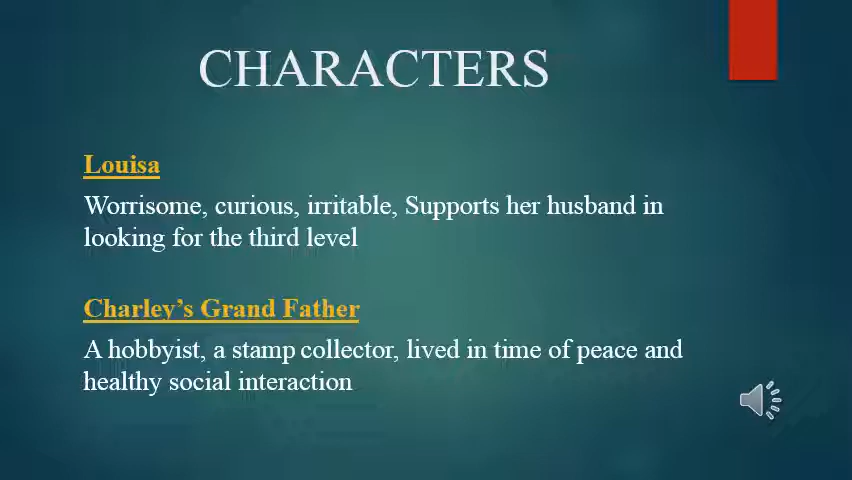 CHARACTERS
Louisa
Worrisome, curious, irritable, Supports her husband in
looking for the third level
Charley’s Grand Father
A hobbyist, a stamp collector, lived in time of peace and
healthy social interaction